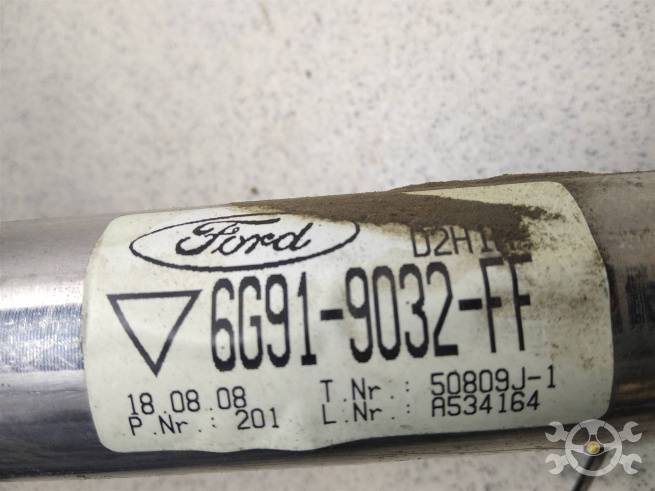 Ford
6G91-9032-FF
18.08.08 T.Nr.: 50809J-1
P.Nr.: 201 L.Nr.: A534164